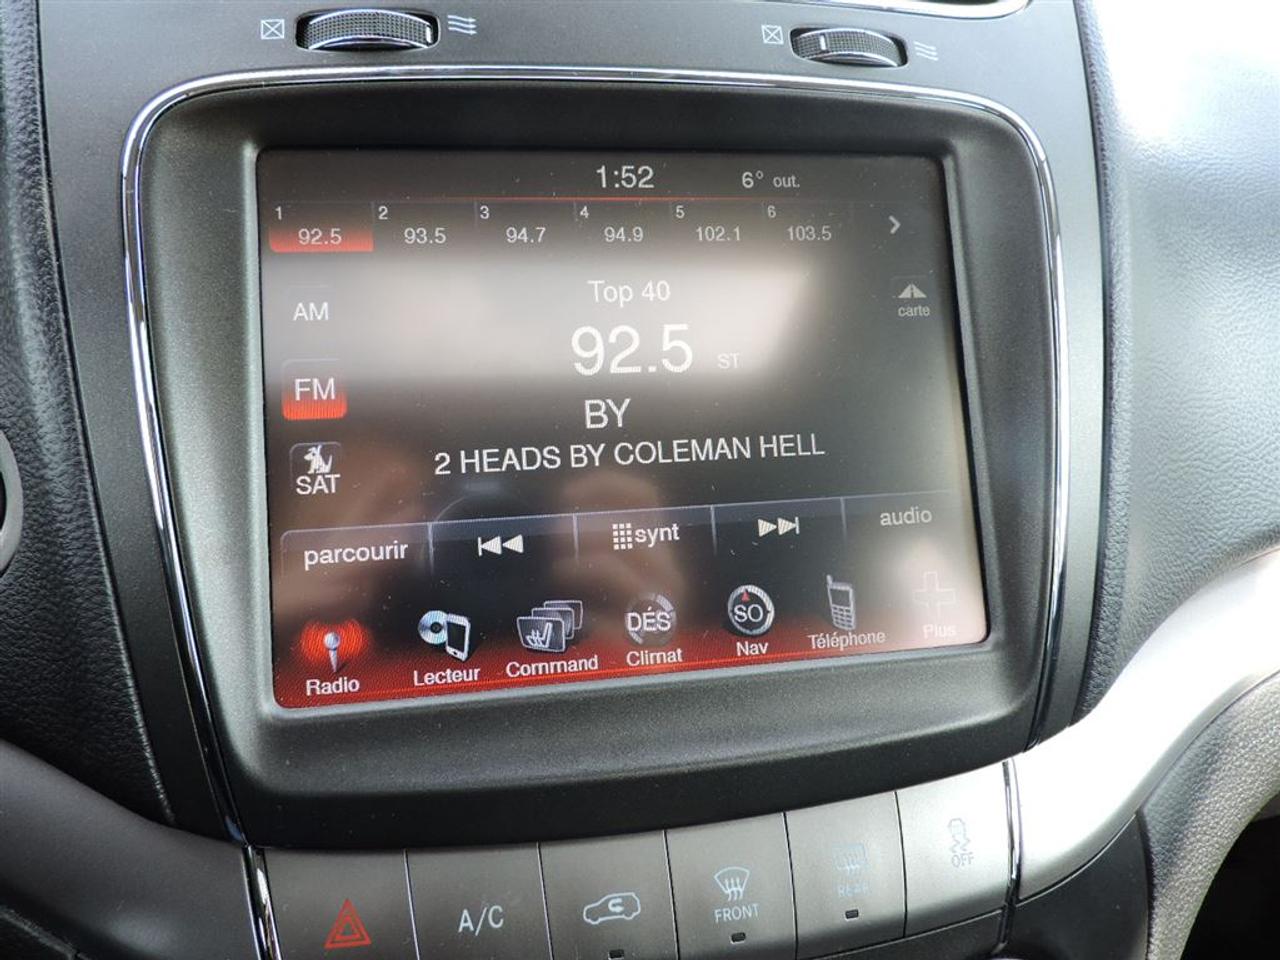 1:52 6° out.
1 2 3 4 5 6
92.5 93.5 94.7 94.9 102.1 103.5
Top 40
AM
carte
92.5 ST
FM
BY
2 HEADS BY COLEMAN HELL
SAT
parcourir synt audio
DÉS SO
Radio Lecteur Command Climat Nav Téléphone Plus
A/C FRONT REAR OFF